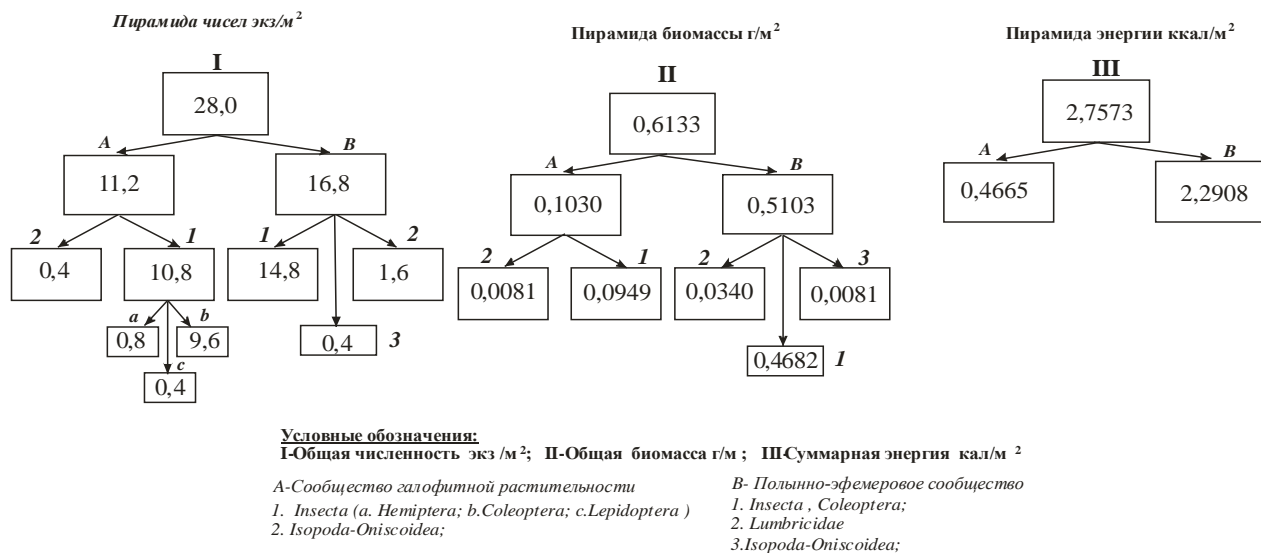 Пирамида чисел экз/м²
Пирамида биомассы г/м²
Пирамида энергии ккал/м²
I
28,0
A
B
11,2
16,8
2
1
1
2
0,4
10,8
14,8
1,6
a
b
0,8
9,6
0,4
3
c
0,4
II
0,6133
A
B
0,1030
0,5103
2
1
2
3
0,0081
0,0949
0,0340
0,0081
0,4682
1
III
2,7573
A
B
0,4665
2,2908
Условные обозначения:
I-Общая численность экз /м²; II-Общая биомасса г/м ; III-Суммарная энергия кал/м ²
A-Сообщество галофитной растительности
1. Insecta (a. Hemiptera; b.Coleoptera; c.Lepidoptera )
2. Isopoda-Oniscoidea;
B- Полынно-эфемеровое сообщество
1. Insecta , Coleoptera;
2. Lumbricidae
3.Isopoda-Oniscoidea;